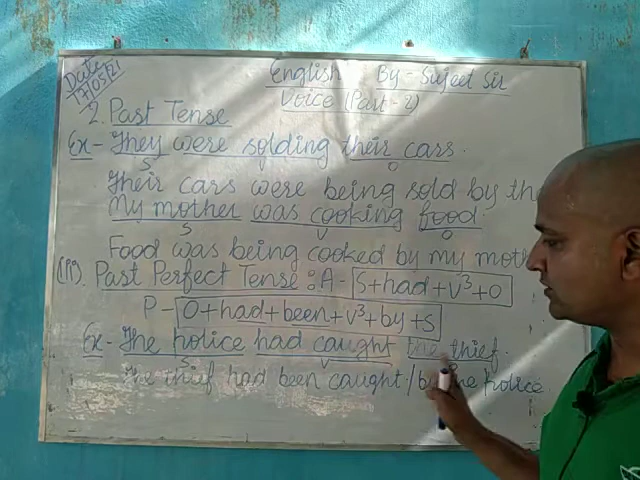 Date
17/05/21
English By - Sujeet Sir
Voice (Part - 2)
2. Past Tense
Ex - They were solding their cars.
S V O
Their cars were being sold by th
My mother was cooking food.
S V O
Food was being cooked by my moth
(iii). Past Perfect Tense : A - S+had+V³+O
P - O+had+been+V³+by+S
Ex - The police had caught the thief.
S V
The thief had been caught/by the police